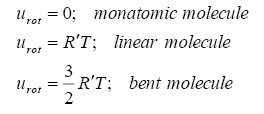 u_rot = 0; monatomic molecule
u_rot = R'T; linear molecule
u_rot = 3/2 R'T; bent molecule